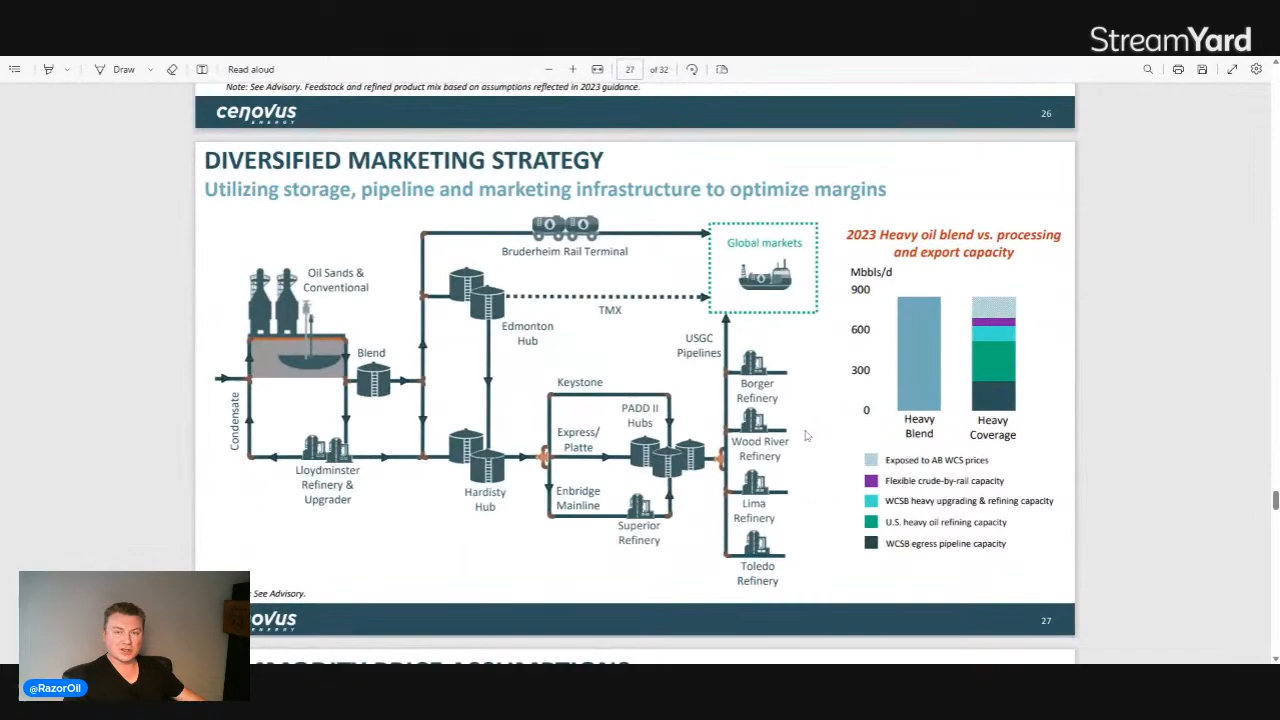 StreamYard
Draw
Read aloud
27 of 32
Note: See Advisory. Feedstock and refined product mix based on assumptions reflected in 2023 guidance.
cenovus
ENERGY
26
DIVERSIFIED MARKETING STRATEGY
Utilizing storage, pipeline and marketing infrastructure to optimize margins
Bruderheim Rail Terminal
Global markets
Oil Sands &
Conventional
TMX
Edmonton
Hub
USGC
Pipelines
Blend
Condensate
Keystone
PADD II
Hubs
Express/
Platte
Enbridge
Mainline
Lloydminster
Refinery &
Upgrader
Hardisty
Hub
Superior
Refinery
Borger
Refinery
Wood River
Refinery
Lima
Refinery
Toledo
Refinery
2023 Heavy oil blend vs. processing
and export capacity
Mbbls/d
900
600
300
0
Heavy
Blend
Heavy
Coverage
Exposed to AB WCS prices
Flexible crude-by-rail capacity
WCSB heavy upgrading & refining capacity
U.S. heavy oil refining capacity
WCSB egress pipeline capacity
See Advisory.
ovus
ENERGY
27
MODITY PRICE ASSUMPTIONS
@RazorOil